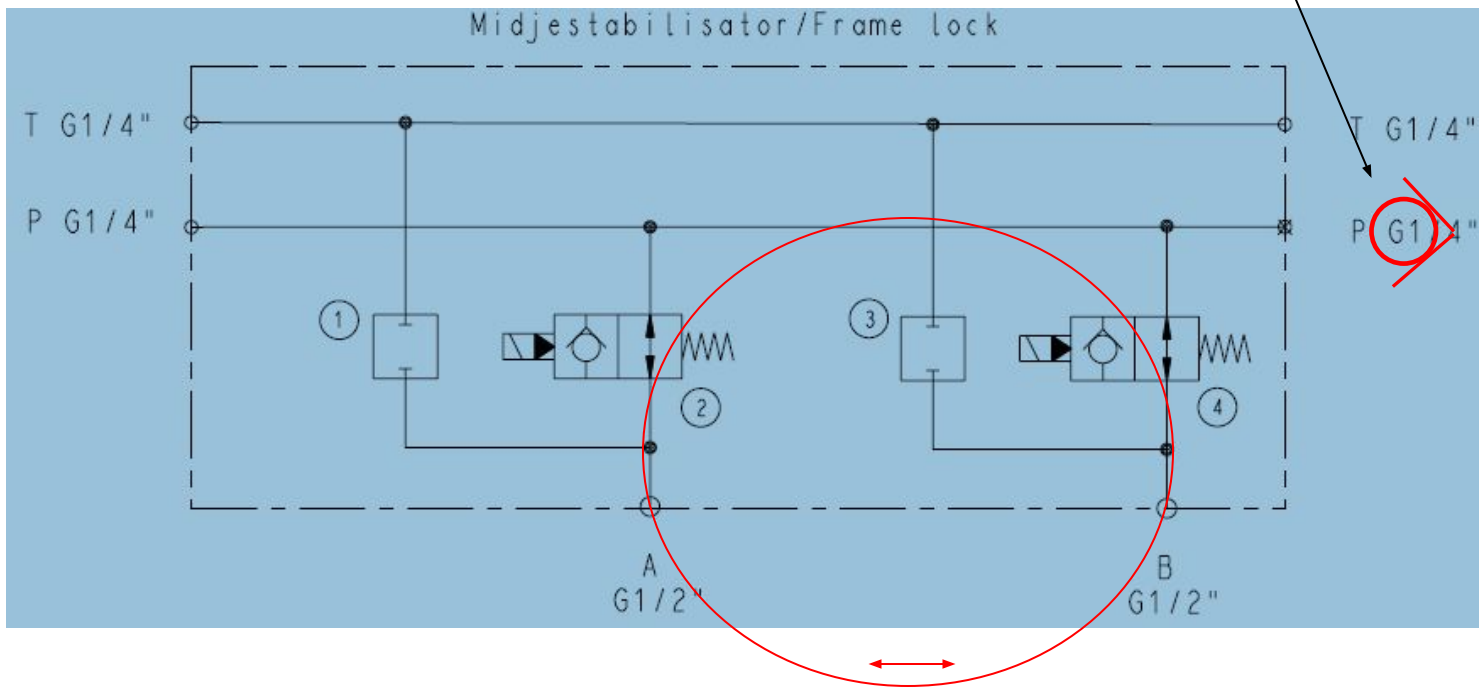 Midjestabilisator/Frame lock
T G1/4"
T G1/4"
P G1/4"
P G1/4"
1
3
2
4
A
G1/2"
B
G1/2"